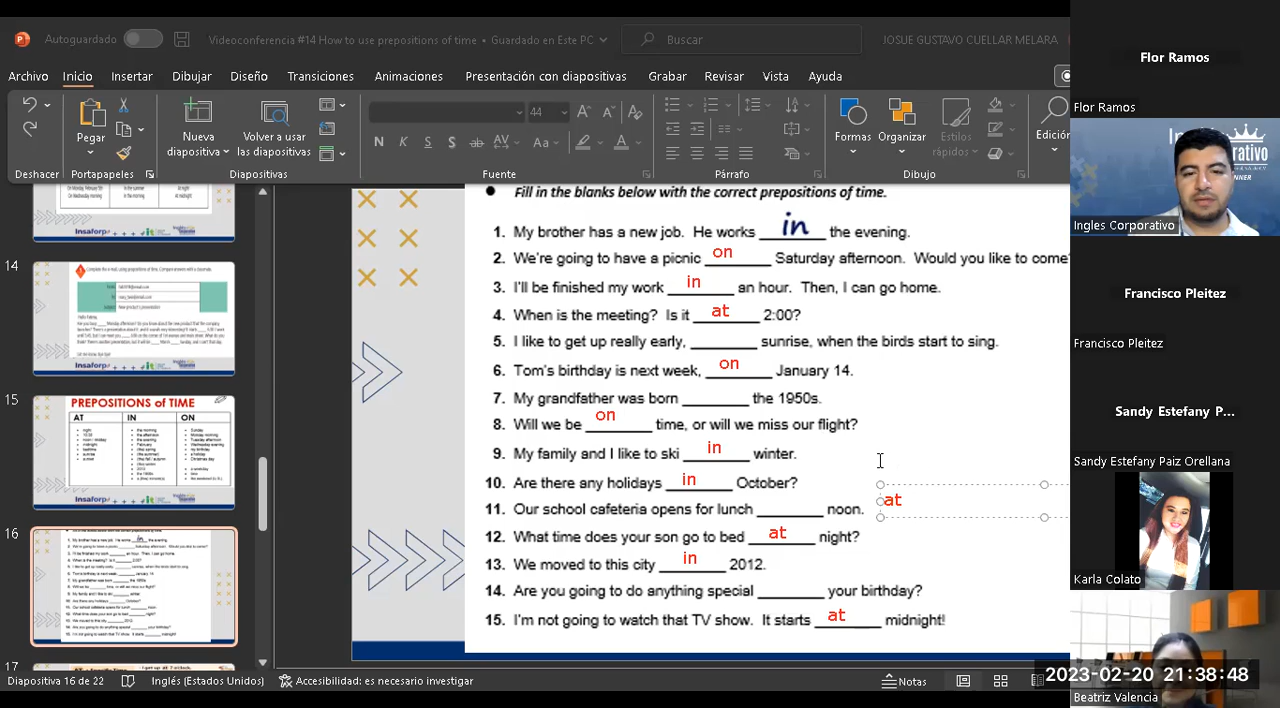 Autoguardado
Videoconferencia #14 How to use prepositions of time • Guardado en Este PC
Buscar
JOSUE GUSTAVO CUELLAR MELARA
Archivo Inicio Insertar Dibujar Diseño Transiciones Animaciones Presentación con diapositivas Grabar Revisar Vista Ayuda
Pegar
Nueva diapositiva
Volver a usar las diapositivas
44
N K S S ab AV Aa A
Formas
Organizar
Estilos rápidos
Edición
Deshacer
Portapapeles
Diapositivas
Fuente
Párrafo
Dibujo
14
15
PREPOSITIONS of TIME
AT IN ON
16
17
Insaforp
Fill in the blanks below with the correct prepositions of time.
1. My brother has a new job. He works in the evening.
2. We're going to have a picnic on Saturday afternoon. Would you like to come?
3. I'll be finished my work in an hour. Then, I can go home.
4. When is the meeting? Is it at 2:00?
5. I like to get up really early, ________ sunrise, when the birds start to sing.
6. Tom's birthday is next week, on January 14.
7. My grandfather was born ________ the 1950s.
8. Will we be on time, or will we miss our flight?
9. My family and I like to ski in winter.
10. Are there any holidays in October?
11. Our school cafeteria opens for lunch ________ noon.
at
12. What time does your son go to bed at night?
13. We moved to this city in 2012.
14. Are you going to do anything special ________ your birthday?
15. I'm not going to watch that TV show. It starts at midnight!
Diapositiva 16 de 22
Inglés (Estados Unidos)
Accesibilidad: es necesario investigar
Notas
Flor Ramos
Flor Ramos
Ingles Corporativo
Francisco Pleitez
Francisco Pleitez
Sandy Estefany P...
Sandy Estefany Paiz Orellana
Karla Colato
2023-02-20 21:38:48
Beatriz Valencia